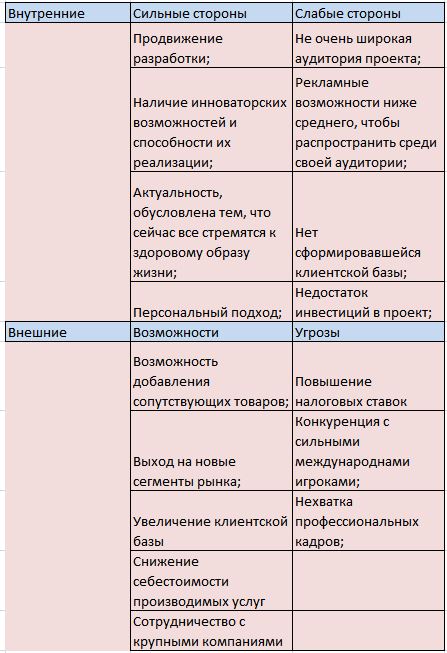 Внутренние
Сильные стороны
Слабые стороны
Продвижение
разработки;
Не очень широкая
аудитория проекта;
Наличие инноваторских
возможностей и
способности их
реализации;
Рекламные
возможности ниже
среднего, чтобы
распространить среди
своей аудитории;
Актуальность,
обусловлена тем, что
сейчас все стремятся к
здоровому образу
жизни;
Нет
сформировавшейся
клиентской базы;
Персональный подход;
Недостаток
инвестиций в проект;
Внешние
Возможности
Угрозы
Возможность
добавления
сопутствующих товаров;
Повышение
налоговых ставок
Выход на новые
сегменты рынка;
Конкуренция с
сильными
международнами
игроками;
Увеличение клиентской
базы
Нехватка
профессиональных
кадров;
Снижение
себестоимости
производимых услуг
Сотрудничество с
крупными компаниями